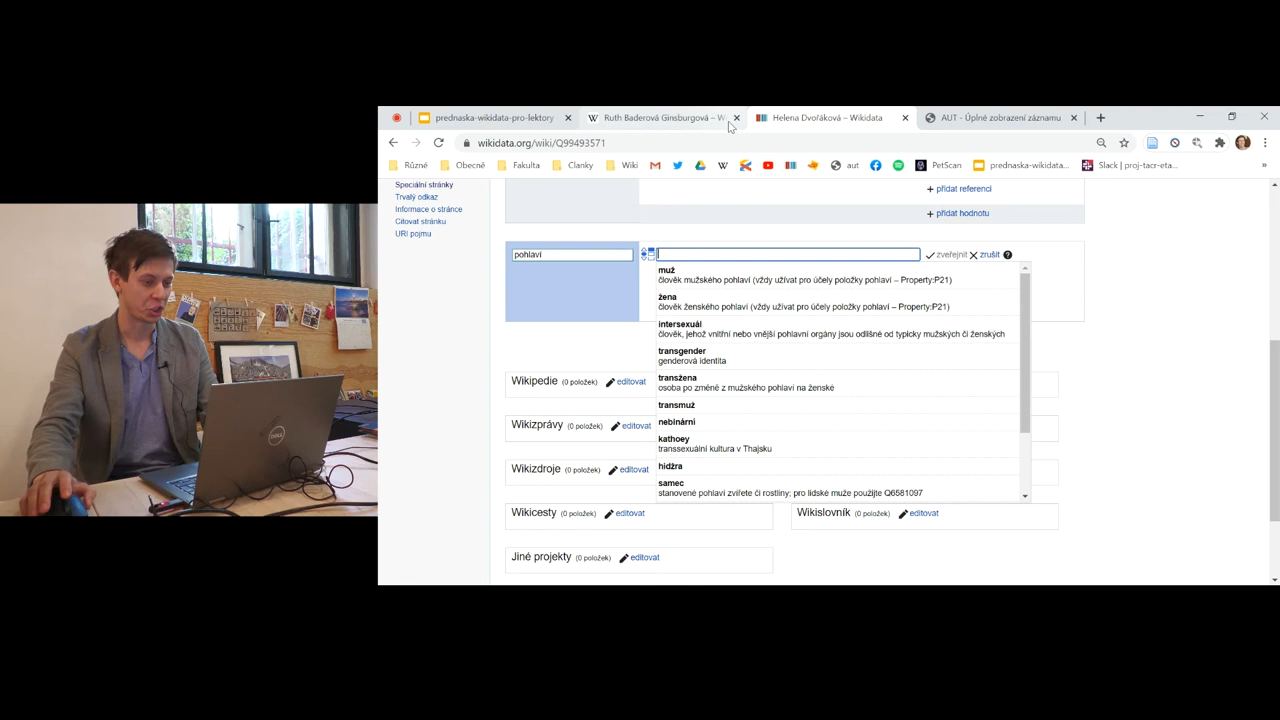 prednaska-wikidata-pro-lektory
Ruth Baderová Ginsburgová – W
Helena Dvořáková – Wikidata
AUT - Úplné zobrazení záznamu
wikidata.org/wiki/Q99493571
Různé
Obecně
Fakulta
Clanky
Wiki
aut
PetScan
prednaska-wikidata...
Slack | proj-tacr-eta...
»
Speciální stránky
Trvalý odkaz
Informace o stránce
Citovat stránku
URI pojmu
+ přidat referenci
+ přidat hodnotu
pohlaví
zveřejnit
zrušit
muž
člověk mužského pohlaví (vždy užívat pro účely položky pohlaví – Property:P21)
žena
člověk ženského pohlaví (vždy užívat pro účely položky pohlaví – Property:P21)
intersexuál
člověk, jehož vnitřní nebo vnější pohlavní orgány jsou odlišné od typicky mužských či ženských
transgender
genderová identita
transžena
osoba po změně z mužského pohlaví na ženské
transmuž
nebinární
kathoey
transsexuální kultura v Thajsku
hidžra
samec
stanovené pohlaví zvířete či rostliny; pro lidské muže použijte Q6581097
Wikipedie (0 položek) editovat
Wikizprávy (0 položek) editovat
Wikizdroje (0 položek) editovat
Wikicesty (0 položek) editovat
Wikislovník (0 položek) editovat
Jiné projekty (0 položek) editovat
DELL